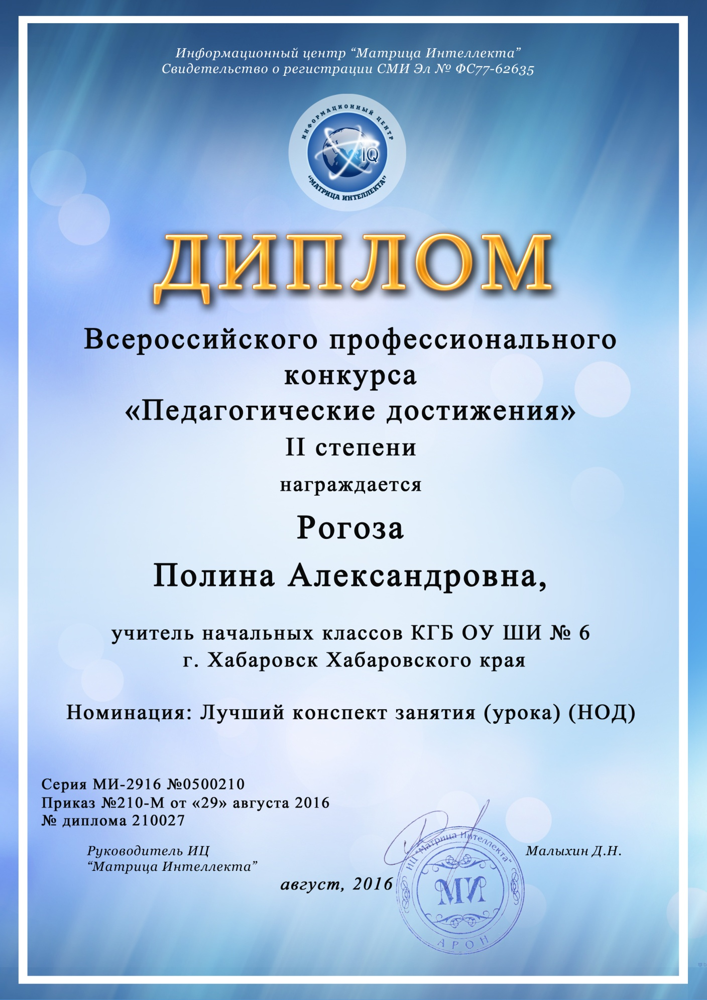 Информационный центр “Матрица Интеллекта”
Свидетельство о регистрации СМИ Эл № ФС77-62635
ИНФОРМАЦИОННЫЙ ЦЕНТР
IQ
“МАТРИЦА ИНТЕЛЛЕКТА”
ДИПЛОМ
Всероссийского профессионального
конкурса
«Педагогические достижения»
II степени
награждается
Рогоза
Полина Александровна,
учитель начальных классов КГБ ОУ ШИ № 6
г. Хабаровск Хабаровского края
Номинация: Лучший конспект занятия (урока) (НОД)
Серия МИ-2916 №0500210
Приказ №210-М от «29» августа 2016
№ диплома 210027
Руководитель ИЦ
“Матрица Интеллекта”
Малыхин Д.Н.
август, 2016
ИЦ "Матрица Интеллекта"
МИ
АРОН